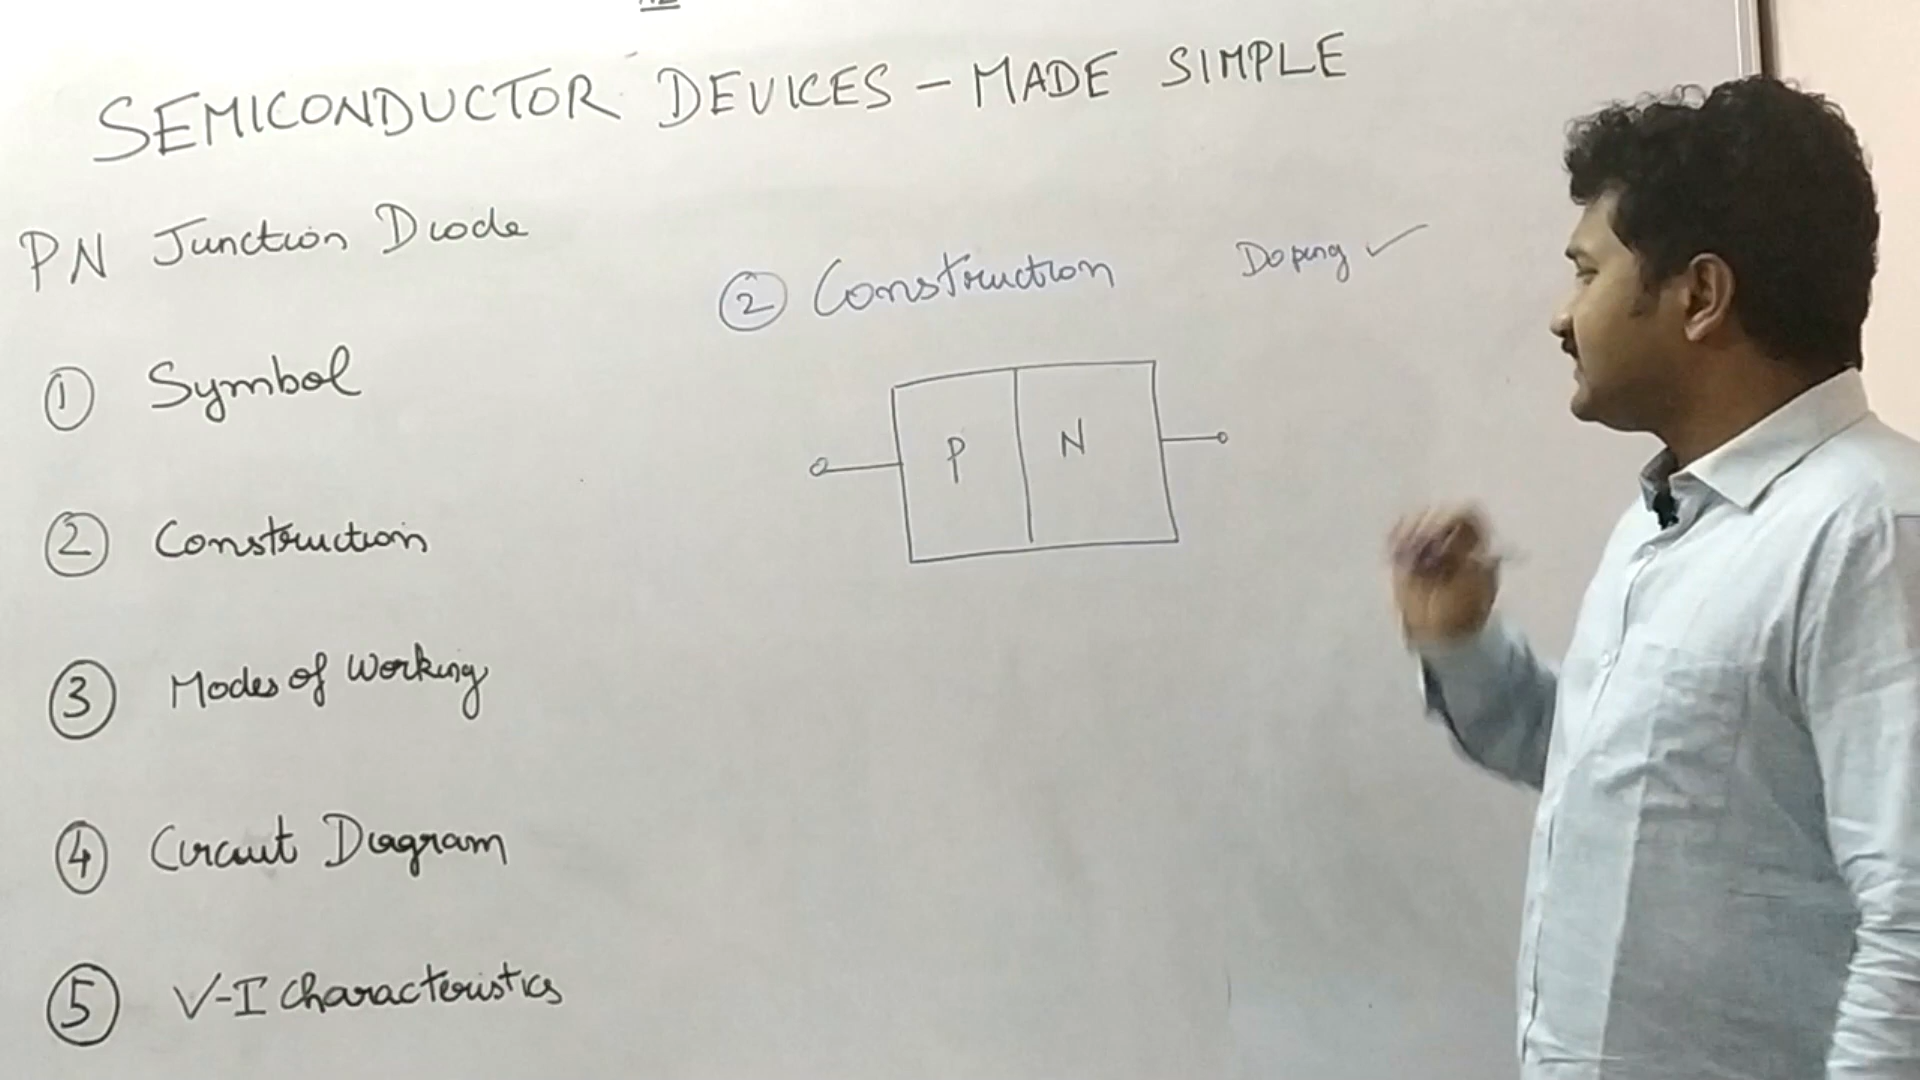 SEMICONDUCTOR DEVICES - MADE SIMPLE
PN Junction Diode
① Symbol
② Construction
③ Modes of Working
④ Circuit Diagram
⑤ V-I Characteristics
② Construction
Doping ✓
P N